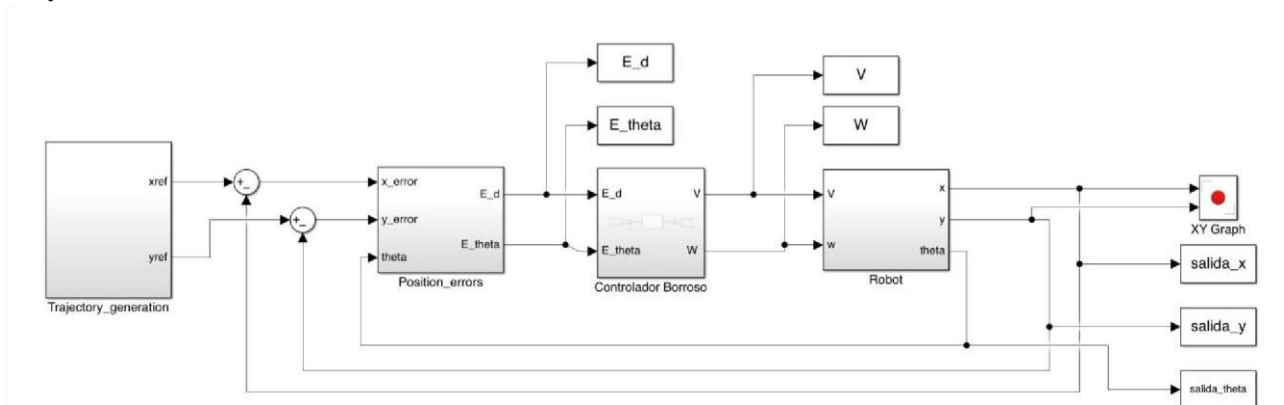 E_d
V
E_theta
W
xref
yref
Trajectory_generation
+_
+_
x_error
y_error
theta
E_d
E_theta
Position_errors
E_d
E_theta
V
W
Controlador Borroso
V
w
x
y
theta
Robot
XY Graph
salida_x
salida_y
salida_theta